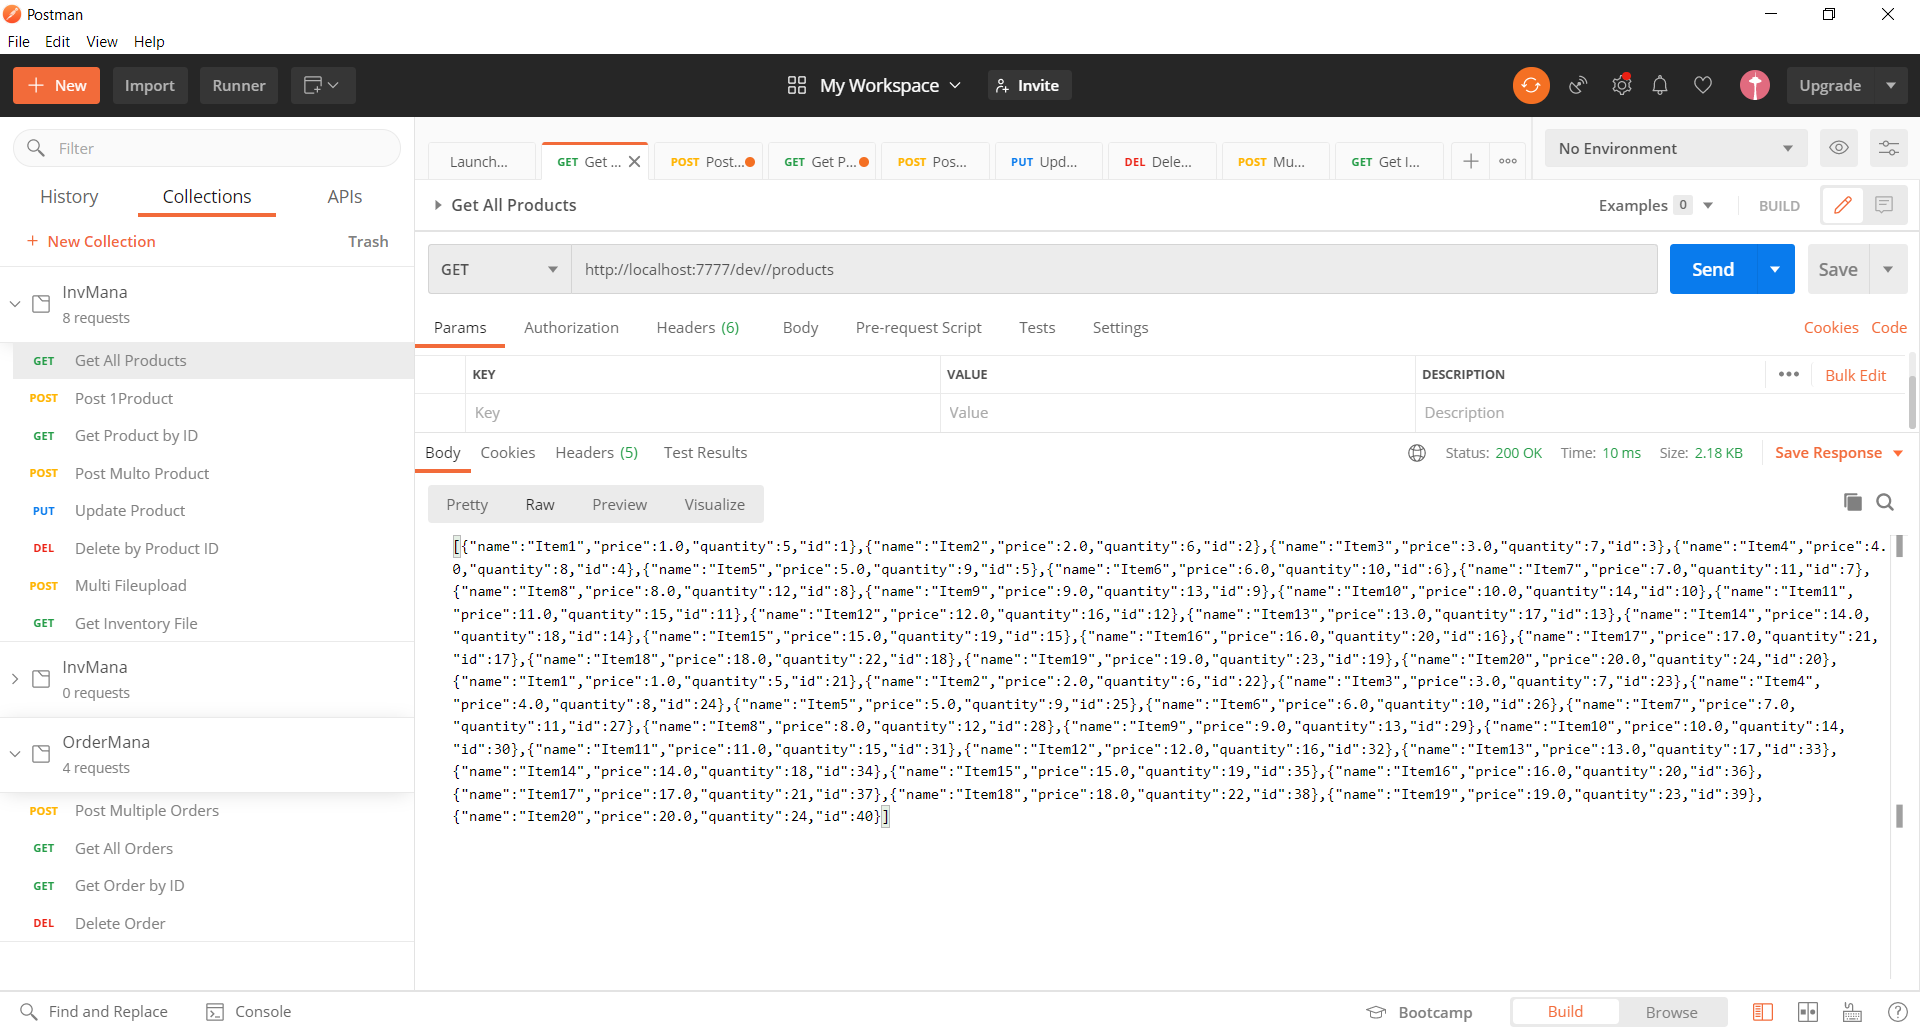 Postman
File Edit View Help
New Import Runner My Workspace Invite Upgrade
Filter
History Collections APIs
+ New Collection Trash
InvMana
8 requests
GET Get All Products
POST Post 1Product
GET Get Product by ID
POST Post Multo Product
PUT Update Product
DEL Delete by Product ID
POST Multi Fileupload
GET Get Inventory File
InvMana
0 requests
OrderMana
4 requests
POST Post Multiple Orders
GET Get All Orders
GET Get Order by ID
DEL Delete Order
Launch... GET Get ... POST Post... GET Get P... POST Pos... PUT Upd... DEL Dele... POST Mu... GET Get I... No Environment
Get All Products Examples 0 BUILD
GET http://localhost:7777/dev//products Send Save
Params Authorization Headers (6) Body Pre-request Script Tests Settings Cookies Code
KEY VALUE DESCRIPTION Bulk Edit
Key Value Description
Body Cookies Headers (5) Test Results Status: 200 OK Time: 10 ms Size: 2.18 KB Save Response
Pretty Raw Preview Visualize
[{"name":"Item1","price":1.0,"quantity":5,"id":1},{"name":"Item2","price":2.0,"quantity":6,"id":2},{"name":"Item3","price":3.0,"quantity":7,"id":3},{"name":"Item4","price":4.
0,"quantity":8,"id":4},{"name":"Item5","price":5.0,"quantity":9,"id":5},{"name":"Item6","price":6.0,"quantity":10,"id":6},{"name":"Item7","price":7.0,"quantity":11,"id":7},
{"name":"Item8","price":8.0,"quantity":12,"id":8},{"name":"Item9","price":9.0,"quantity":13,"id":9},{"name":"Item10","price":10.0,"quantity":14,"id":10},{"name":"Item11",
"price":11.0,"quantity":15,"id":11},{"name":"Item12","price":12.0,"quantity":16,"id":12},{"name":"Item13","price":13.0,"quantity":17,"id":13},{"name":"Item14","price":14.0,
"quantity":18,"id":14},{"name":"Item15","price":15.0,"quantity":19,"id":15},{"name":"Item16","price":16.0,"quantity":20,"id":16},{"name":"Item17","price":17.0,"quantity":21,
"id":17},{"name":"Item18","price":18.0,"quantity":22,"id":18},{"name":"Item19","price":19.0,"quantity":23,"id":19},{"name":"Item20","price":20.0,"quantity":24,"id":20},
{"name":"Item1","price":1.0,"quantity":5,"id":21},{"name":"Item2","price":2.0,"quantity":6,"id":22},{"name":"Item3","price":3.0,"quantity":7,"id":23},{"name":"Item4",
"price":4.0,"quantity":8,"id":24},{"name":"Item5","price":5.0,"quantity":9,"id":25},{"name":"Item6","price":6.0,"quantity":10,"id":26},{"name":"Item7","price":7.0,
"quantity":11,"id":27},{"name":"Item8","price":8.0,"quantity":12,"id":28},{"name":"Item9","price":9.0,"quantity":13,"id":29},{"name":"Item10","price":10.0,"quantity":14,
"id":30},{"name":"Item11","price":11.0,"quantity":15,"id":31},{"name":"Item12","price":12.0,"quantity":16,"id":32},{"name":"Item13","price":13.0,"quantity":17,"id":33},
{"name":"Item14","price":14.0,"quantity":18,"id":34},{"name":"Item15","price":15.0,"quantity":19,"id":35},{"name":"Item16","price":16.0,"quantity":20,"id":36},
{"name":"Item17","price":17.0,"quantity":21,"id":37},{"name":"Item18","price":18.0,"quantity":22,"id":38},{"name":"Item19","price":19.0,"quantity":23,"id":39},
{"name":"Item20","price":20.0,"quantity":24,"id":40}]
Find and Replace Console Bootcamp Build Browse